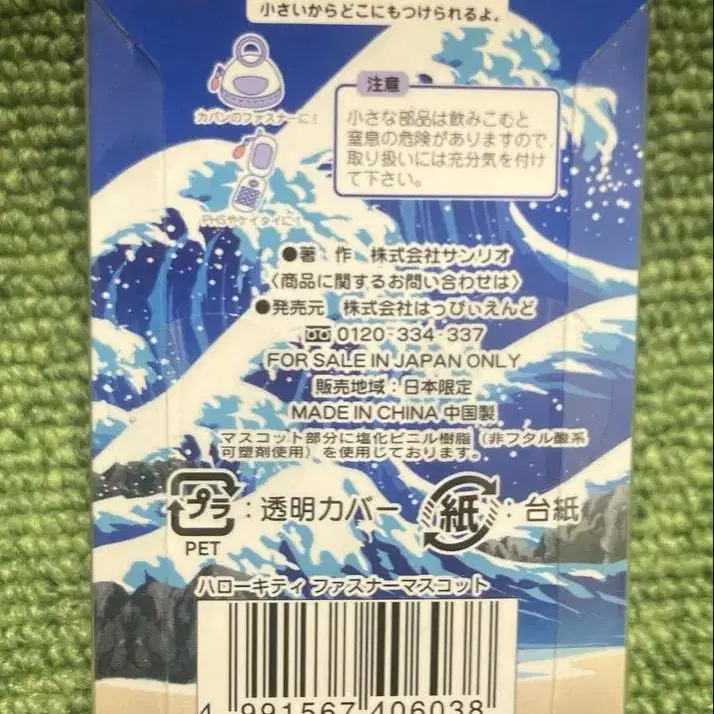 小さいからどこにもつけられるよ。
カバンのファスナーに!
PHSやケイタイに!
注意
小さな部品は飲みこむと
窒息の危険がありますので、
取り扱いには充分気を付け
て下さい。
●著 作 株式会社サンリオ
〈商品に関するお問い合わせは〉
●発売元 株式会社はっぴぃえんど
0120-334-337
FOR SALE IN JAPAN ONLY
販売地域:日本限定
MADE IN CHINA 中国製
マスコット部分に塩化ビニル樹脂(非フタル酸系
可塑剤使用)を使用しております。
プラ:透明カバー 紙:台紙
PET
ハローキティ ファスナーマスコット
4 991567 406038